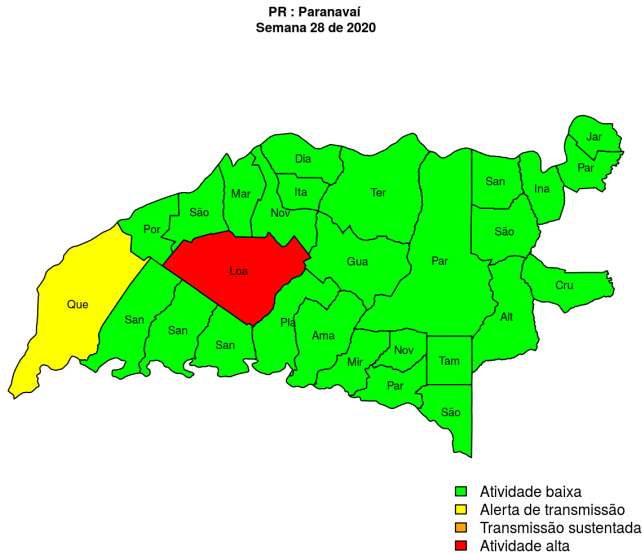 PR : Paranavaí
Semana 28 de 2020
Jar
Par
Dia
San
Ina
Mar
Ita
Ter
São
Nov
Por
São
Loa
Gua
Par
Cru
Que
San
San
San
Pla
Ama
Alt
Mir
Nov
Tam
Par
São
Atividade baixa
Alerta de transmissão
Transmissão sustentada
Atividade alta